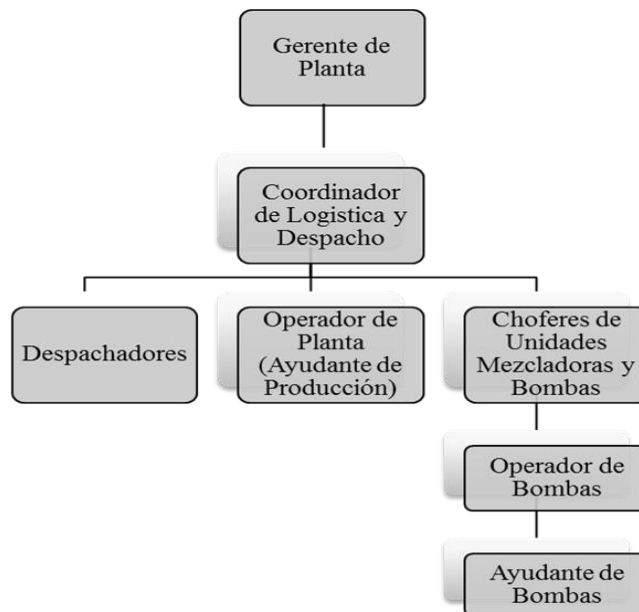 Gerente de
Planta
Coordinador
de Logistica y
Despacho
Despachadores
Operador de
Planta
(Ayudante de
Producción)
Choferes de
Unidades
Mezcladoras y
Bombas
Operador de
Bombas
Ayudante de
Bombas